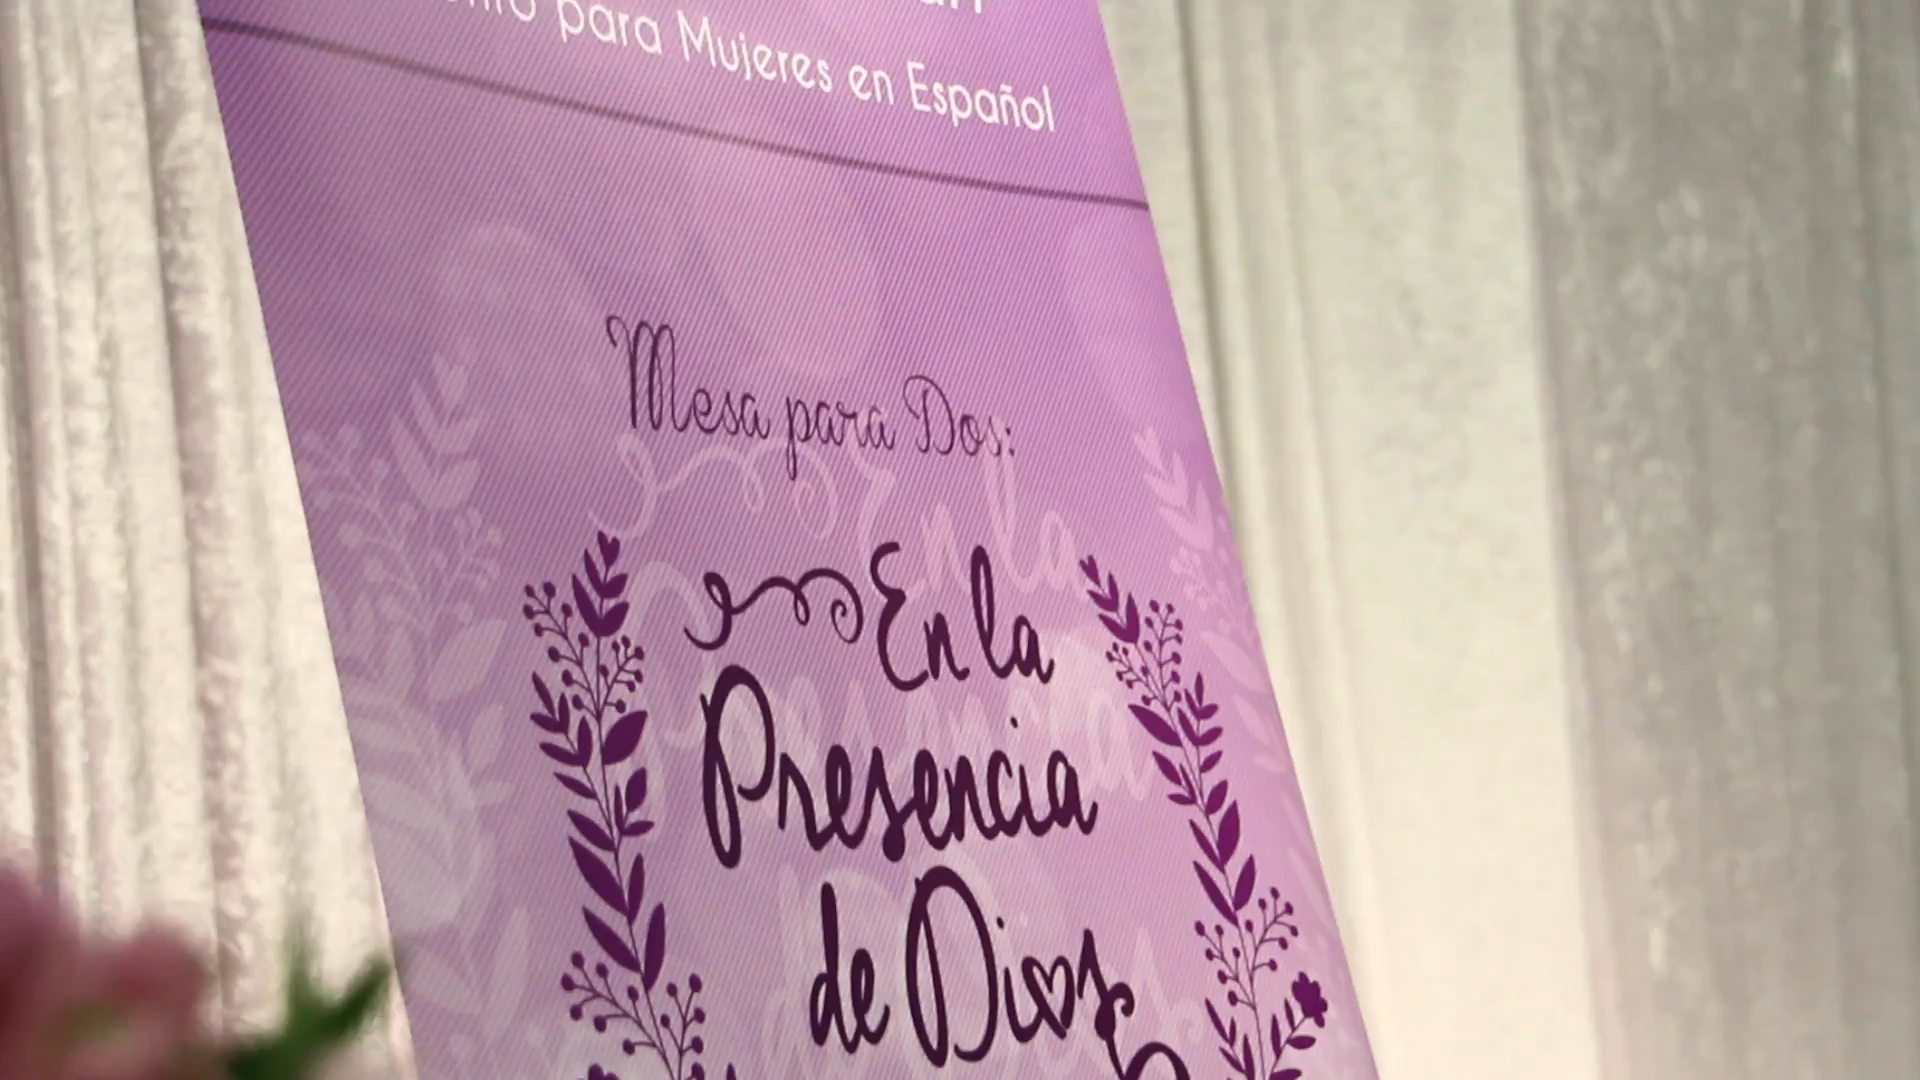 para Mujeres en Español
Mesa para Dos:
En la
Presencia
de Dios